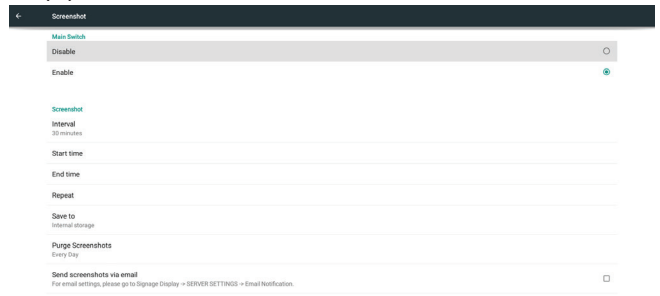 Screenshot
Main Switch
Disable
Enable
Screenshot
Interval
30 minutes
Start time
End time
Repeat
Save to
Internal storage
Purge Screenshots
Every Day
Send screenshots via email
For email settings, please go to Signage Display -> SERVER SETTINGS -> Email Notification.